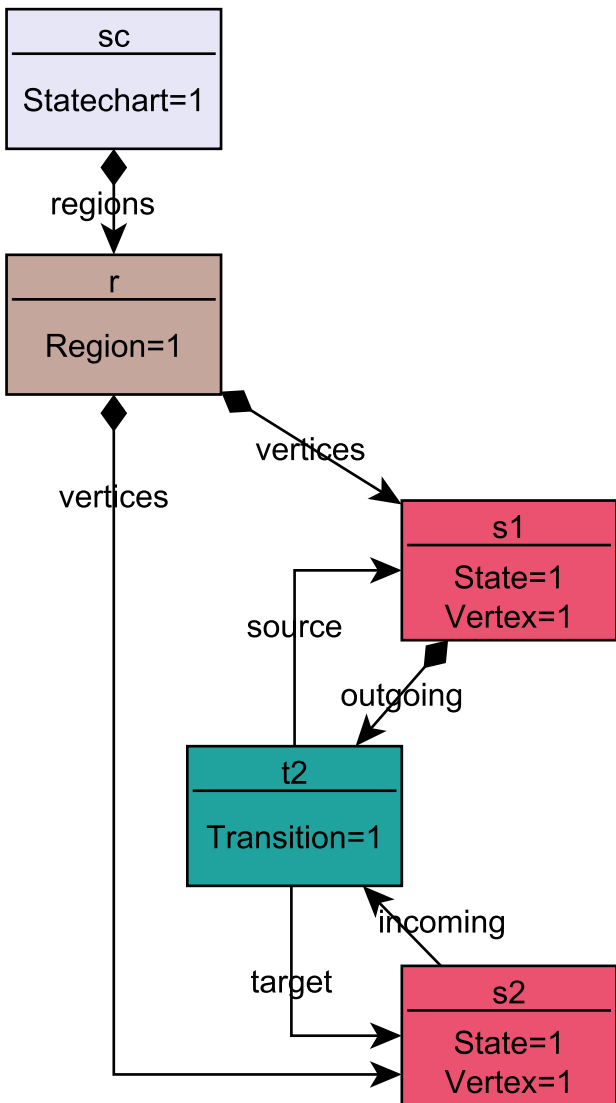 sc
Statechart=1
regions
r
Region=1
vertices
vertices
s1
State=1
Vertex=1
source
outgoing
t2
Transition=1
incoming
target
s2
State=1
Vertex=1